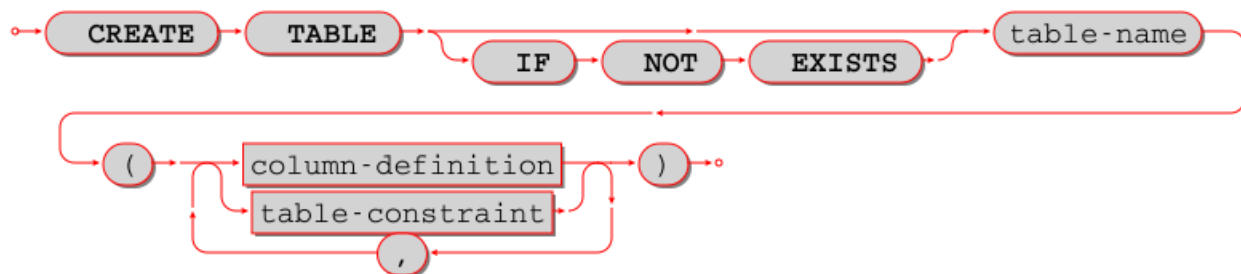 CREATE TABLE table-name
IF NOT EXISTS
( column-definition )
table-constraint
,